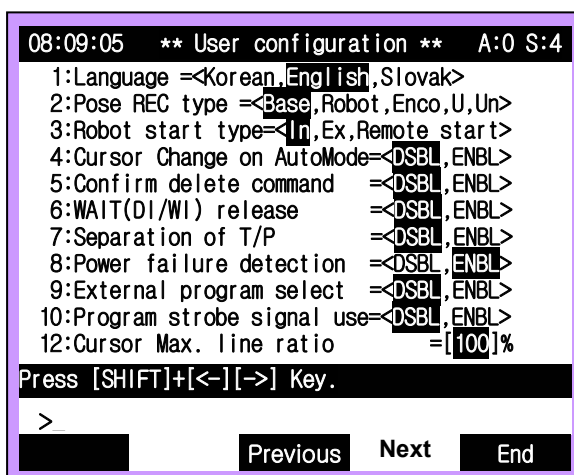 08:09:05 ** User configuration ** A:0 S:4
1:Language =<Korean,English,Slovak>
2:Pose REC type =<Base,Robot,Enco,U,Un>
3:Robot start type=<In,Ex,Remote start>
4:Cursor Change on AutoMode=<DSBL,ENBL>
5:Confirm delete command =<DSBL,ENBL>
6:WAIT(DI/WI) release =<DSBL,ENBL>
7:Separation of T/P =<DSBL,ENBL>
8:Power failure detection =<DSBL,ENBL>
9:External program select =<DSBL,ENBL>
10:Program strobe signal use=<DSBL,ENBL>
12:Cursor Max. line ratio =[100]%
Press [SHIFT]+[<-][->] Key.
>_
Previous Next End